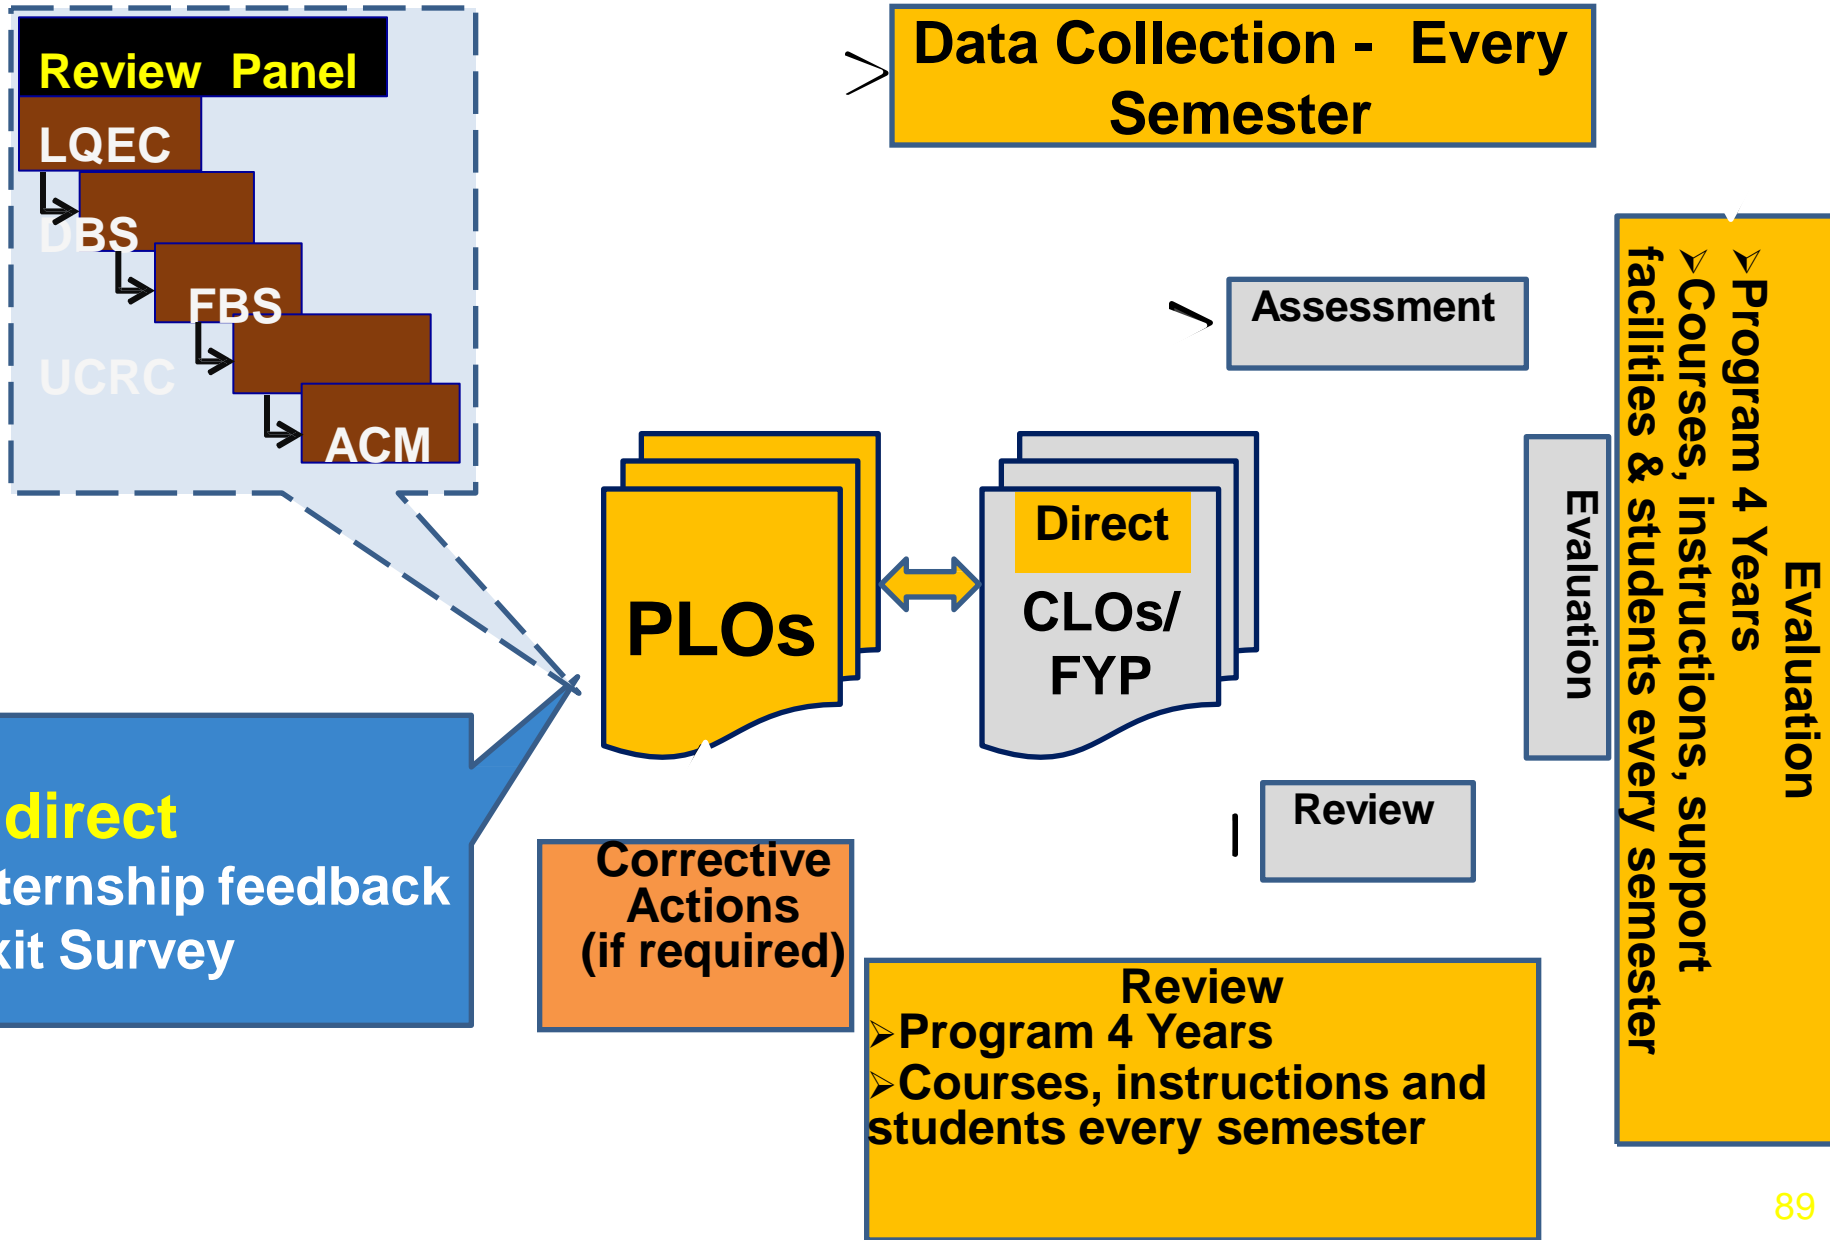 Review Panel
LQEC
DBS
FBS
UCRC
ACM
Data Collection - Every
Semester
Assessment
Evaluation
Evaluation
➢Program 4 Years
➢Courses, instructions, support
facilities & students every semester
PLOs
Direct
CLOs/
FYP
Review
direct
ternship feedback
xit Survey
Corrective
Actions
(if required)
Review
➢Program 4 Years
➢Courses, instructions and
students every semester
89